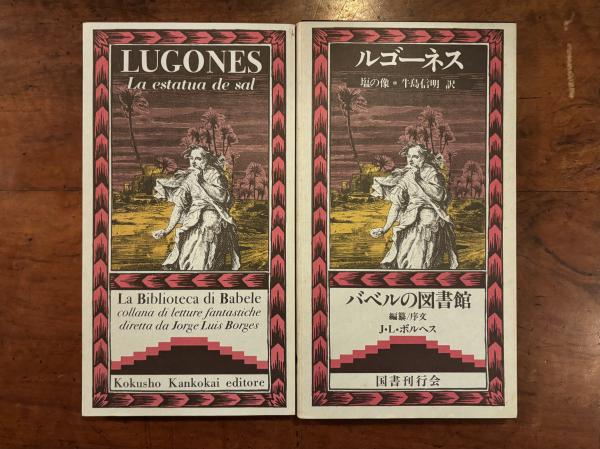 LUGONES
La estatua de sal
La Biblioteca di Babele
collana di letture fantastiche
diretta da Jorge Luis Borges
Kokusho Kankokai editore
ルゴーネス
塩の像＊牛島信明 訳
バベルの図書館
編纂/序文
J・L・ボルヘス
国書刊行会